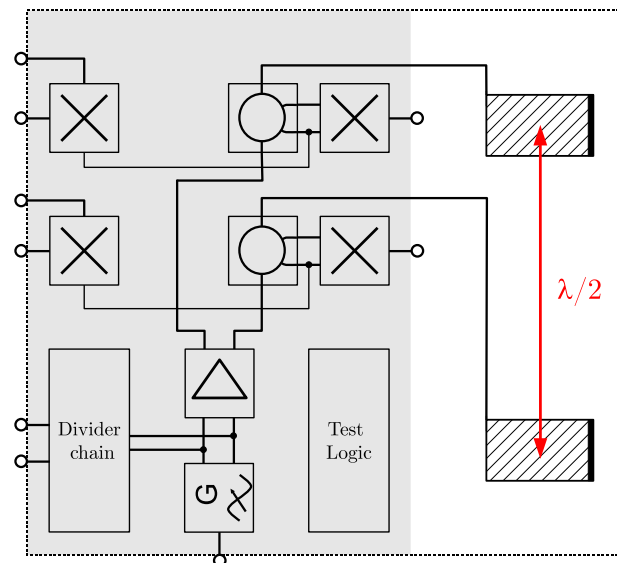 λ/2
Divider
chain
Test
Logic
G